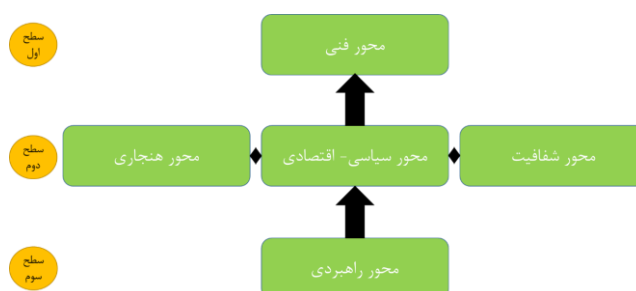 سطح
اول
محور فنی
محور شفافیت
محور سیاسی- اقتصادی
محور هنجاری
سطح
دوم
محور راهبردی
سطح
سوم